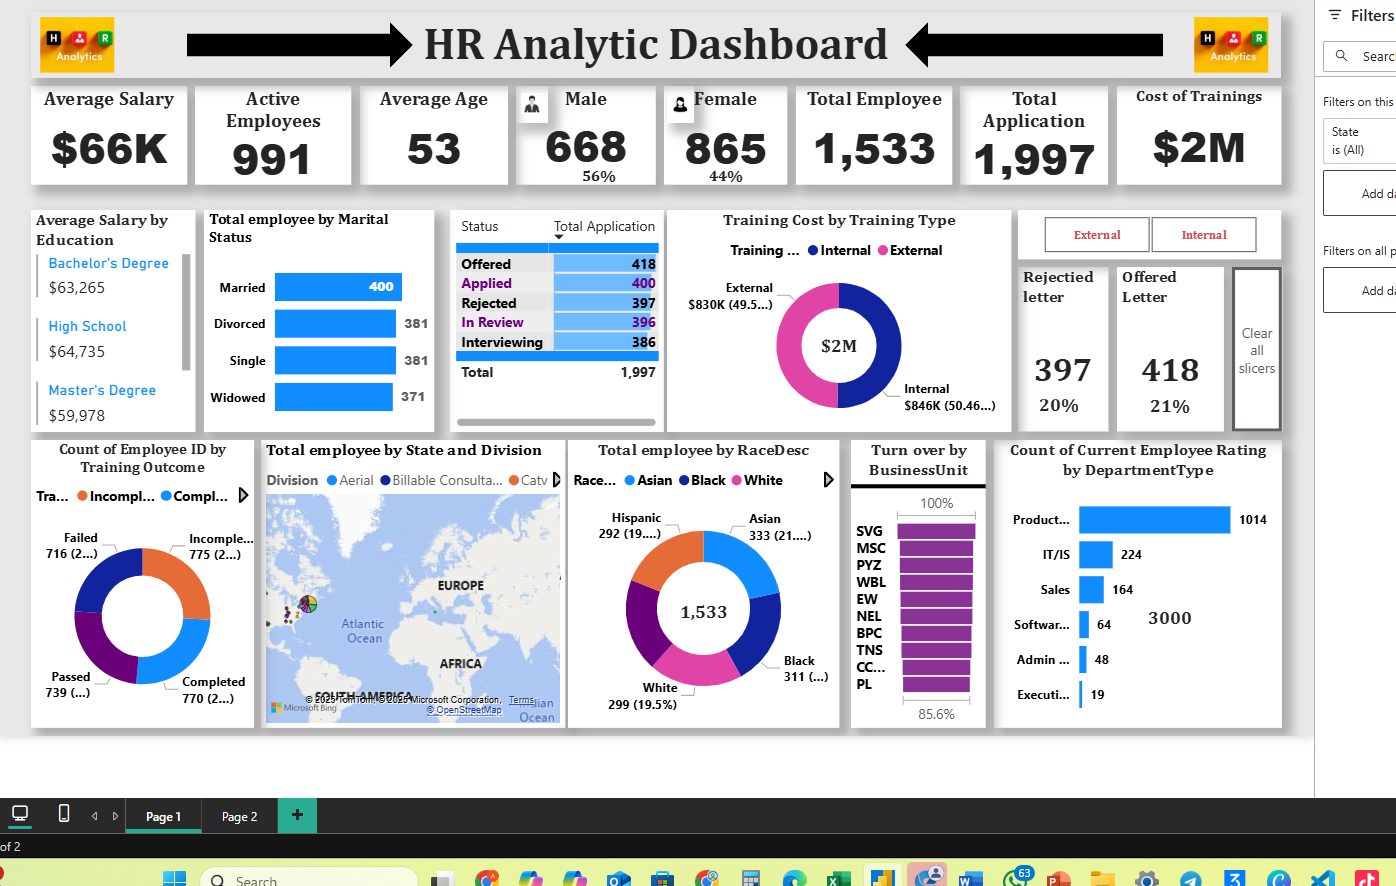 H R
Analytics
HR Analytic Dashboard
H R
Analytics
Filters
Search
Filters on this
State
is (All)
Add da
Filters on all p
Add da
Average Salary
$66K
Active
Employees
991
Average Age
53
Male
668
56%
Female
865
44%
Total Employee
1,533
Total
Application
1,997
Cost of Trainings
$2M
Average Salary by
Education
Bachelor's Degree
$63,265
High School
$64,735
Master's Degree
$59,978
Total employee by Marital
Status
Married 400
Divorced 381
Single 381
Widowed 371
Status Total Application
Offered 418
Applied 400
Rejected 397
In Review 396
Interviewing 386
Total 1,997
Training Cost by Training Type
Training ... Internal External
External
$830K (49.5...)
$2M
Internal
$846K (50.46...)
External Internal
Rejectied
letter
397
20%
Offered
Letter
418
21%
Clear
all
slicers
Count of Employee ID by
Training Outcome
Tra... Incompl... Compl...
Failed
716 (2...)
Incomple...
775 (2...)
Passed
739 (...)
Completed
770 (2...)
Total employee by State and Division
Division Aerial Billable Consulta... Catv
EUROPE
Atlantic
Ocean
AFRICA
SOUTH AMERICA
Indian
Ocean
Microsoft Bing
© 2025 TomTom, © 2025 Microsoft Corporation, Terms
© OpenStreetMap
Total employee by RaceDesc
Race... Asian Black White
Hispanic
292 (19....)
Asian
333 (21....)
1,533
Black
311 (...)
White
299 (19.5%)
Turn over by
BusinessUnit
100%
SVG
MSC
PYZ
WBL
EW
NEL
BPC
TNS
CC...
PL
85.6%
Count of Current Employee Rating
by DepartmentType
Product... 1014
IT/IS 224
Sales 164
Softwar... 64
3000
Admin ... 48
Executi... 19
Page 1
Page 2
+
of 2
Search
63